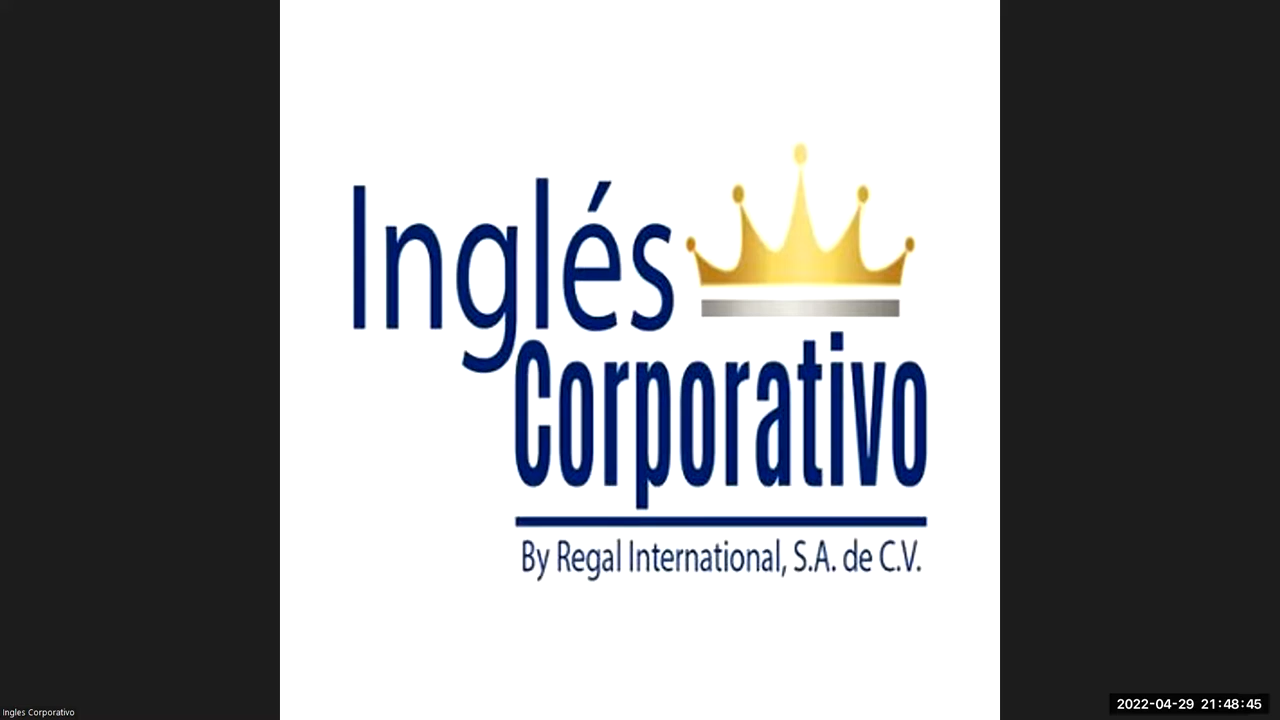 Inglés
Corporativo
By Regal International, S.A. de C.V.
Ingles Corporativo
2022-04-29 21:48:45